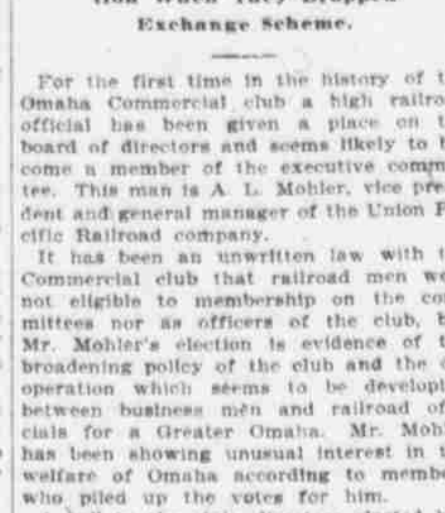 tion When They Dropped
Exchange Scheme.
For the first time in the history of t
Omaha Commercial club a high railro
official has been given a place on t
board of directors and seems likely to b
come a member of the executive comm
tee. This man is A. L. Mohler, vice pre
dent and general manager of the Union P
cific Railroad company.
It has been an unwritten law with t
Commercial club that railroad men we
not eligible to membership on the co
mittees nor as officers of the club, b
Mr. Mohler's election is evidence of t
broadening policy of the club and the c
operation which seems to be develop
between business men and railroad of
cials for a Greater Omaha. Mr. Mohl
has been showing unusual interest in t
welfare of Omaha according to membe
who piled up the votes for him.